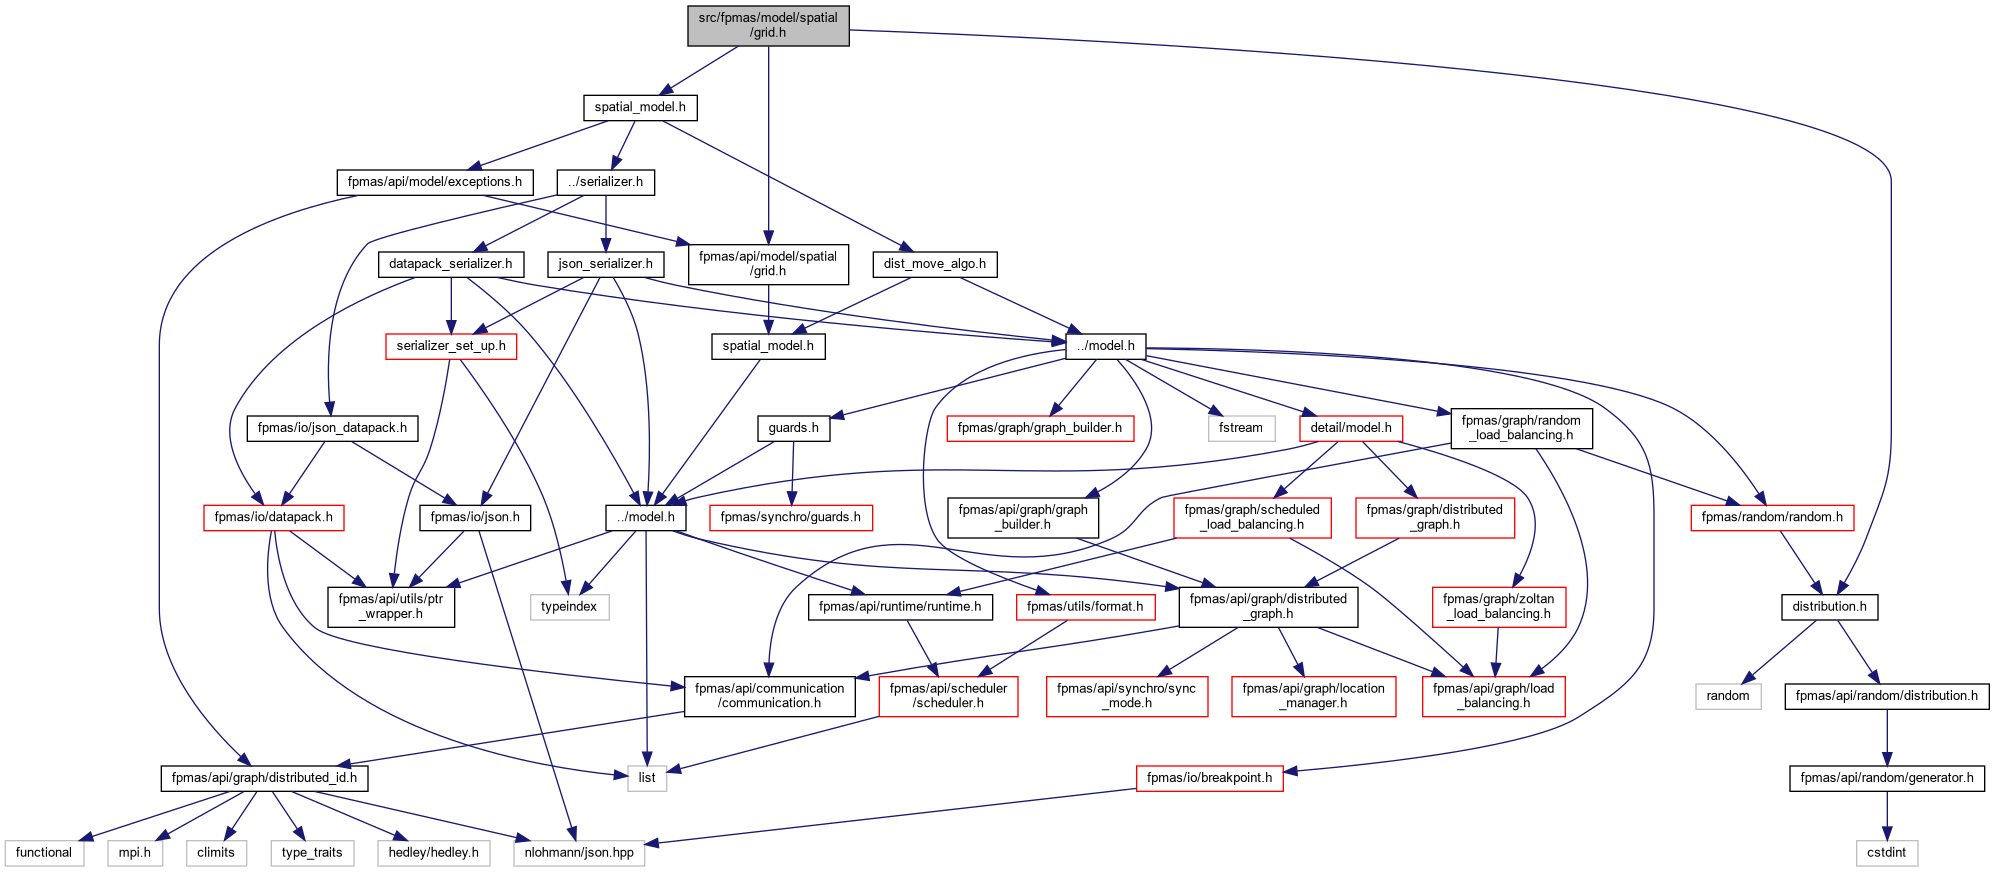 src/fpmas/model/spatial
/grid.h
spatial_model.h
fpmas/api/model/exceptions.h
../serializer.h
datapack_serializer.h
json_serializer.h
fpmas/api/model/spatial
/grid.h
dist_move_algo.h
serializer_set_up.h
spatial_model.h
../model.h
fpmas/io/json_datapack.h
guards.h
fpmas/graph/graph_builder.h
fstream
detail/model.h
fpmas/graph/random
_load_balancing.h
fpmas/io/datapack.h
fpmas/io/json.h
../model.h
fpmas/synchro/guards.h
fpmas/api/graph/graph
_builder.h
fpmas/graph/scheduled
_load_balancing.h
fpmas/graph/distributed
_graph.h
fpmas/random/random.h
fpmas/api/utils/ptr
_wrapper.h
typeindex
fpmas/api/runtime/runtime.h
fpmas/utils/format.h
fpmas/api/graph/distributed
_graph.h
fpmas/graph/zoltan
_load_balancing.h
distribution.h
fpmas/api/communication
/communication.h
fpmas/api/scheduler
/scheduler.h
fpmas/api/synchro/sync
_mode.h
fpmas/api/graph/location
_manager.h
fpmas/api/graph/load
_balancing.h
random
fpmas/api/random/distribution.h
fpmas/api/graph/distributed_id.h
list
fpmas/io/breakpoint.h
fpmas/api/random/generator.h
functional
mpi.h
climits
type_traits
hedley/hedley.h
nlohmann/json.hpp
cstdint